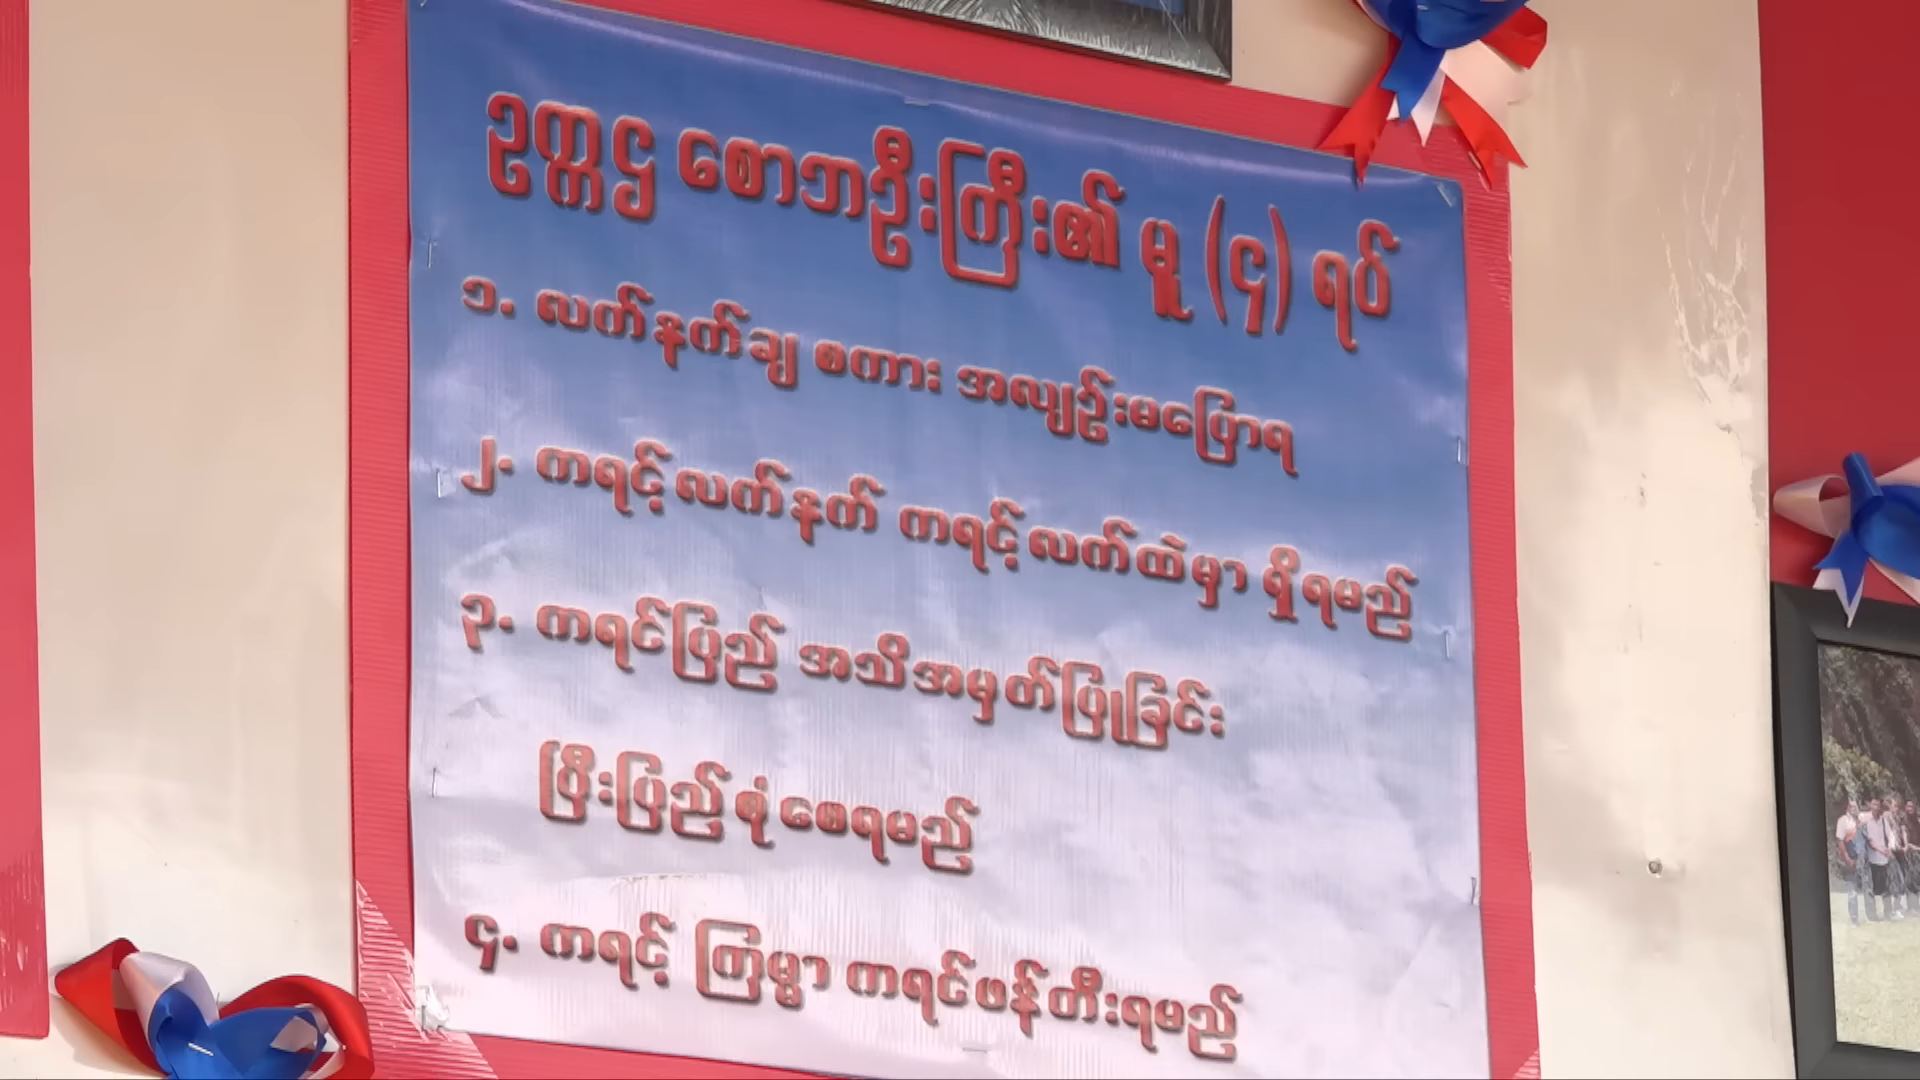 ဥက္ကဌ စောဘဦးကြီး၏ မူ (၄) ရပ်
၁. လက်နက်ချ စကား အလျဉ်းမပြောရ
၂. ကရင့်လက်နက် ကရင့်လက်ထဲမှာ ရှိရမည်
၃. ကရင်ပြည် အသိအမှတ်ပြုခြင်း
ပြီးပြည်စုံစေရမည်
၄. ကရင့် ကြမ္မာ ကရင်ဖန်တီးရမည်